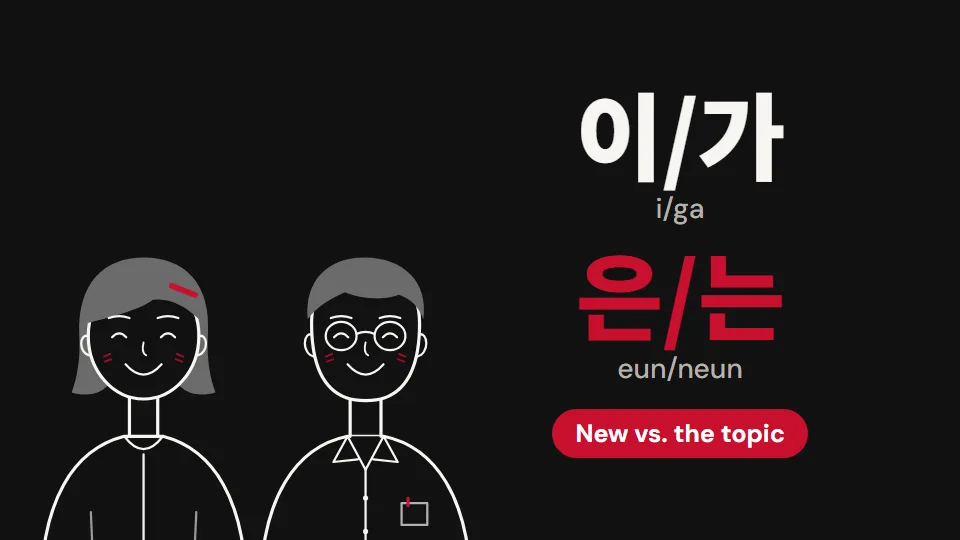 이/가
i/ga
은/는
eun/neun
New vs. the topic